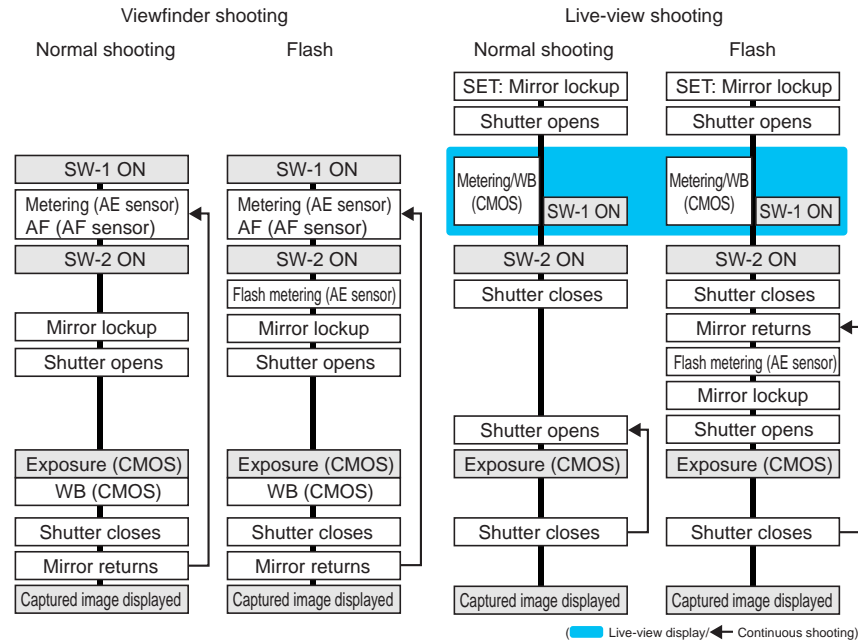 Viewfinder shooting
Normal shooting
SW-1 ON
Metering (AE sensor)
AF (AF sensor)
SW-2 ON
Mirror lockup
Shutter opens
Exposure (CMOS)
WB (CMOS)
Shutter closes
Mirror returns
Captured image displayed
Flash
SW-1 ON
Metering (AE sensor)
AF (AF sensor)
SW-2 ON
Flash metering (AE sensor)
Mirror lockup
Shutter opens
Exposure (CMOS)
WB (CMOS)
Shutter closes
Mirror returns
Captured image displayed
Live-view shooting
Normal shooting
SET: Mirror lockup
Shutter opens
Metering/WB
(CMOS)
SW-1 ON
SW-2 ON
Shutter closes
Shutter opens
Exposure (CMOS)
Shutter closes
Captured image displayed
Flash
SET: Mirror lockup
Shutter opens
Metering/WB
(CMOS)
SW-1 ON
SW-2 ON
Shutter closes
Mirror returns
Flash metering (AE sensor)
Mirror lockup
Shutter opens
Exposure (CMOS)
Shutter closes
Captured image displayed
( Live-view display/ Continuous shooting)